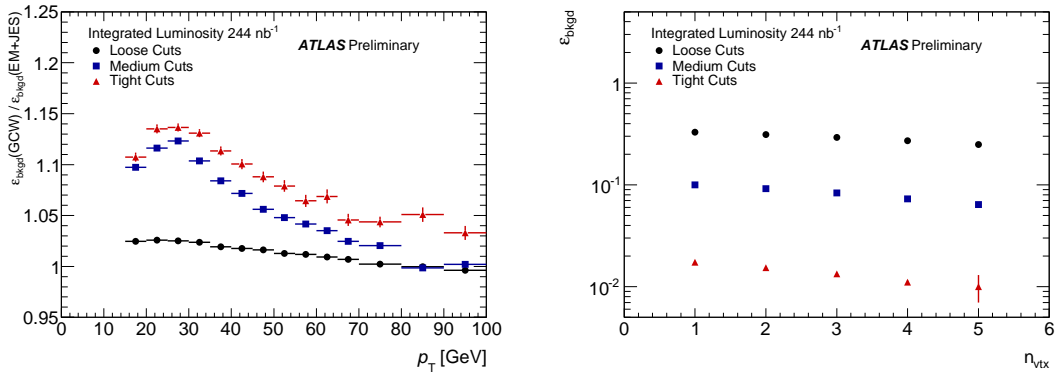 Integrated Luminosity 244 nb⁻¹
ATLAS Preliminary
Loose Cuts
Medium Cuts
Tight Cuts
ε_bkgd(GCW) / ε_bkgd(EM+JES)
1.25
1.2
1.15
1.1
1.05
1
0.95
0 10 20 30 40 50 60 70 80 90 100
p_T [GeV]
ε_bkgd
Integrated Luminosity 244 nb⁻¹
ATLAS Preliminary
Loose Cuts
Medium Cuts
Tight Cuts
1
10⁻¹
10⁻²
0 1 2 3 4 5 6
n_vtx